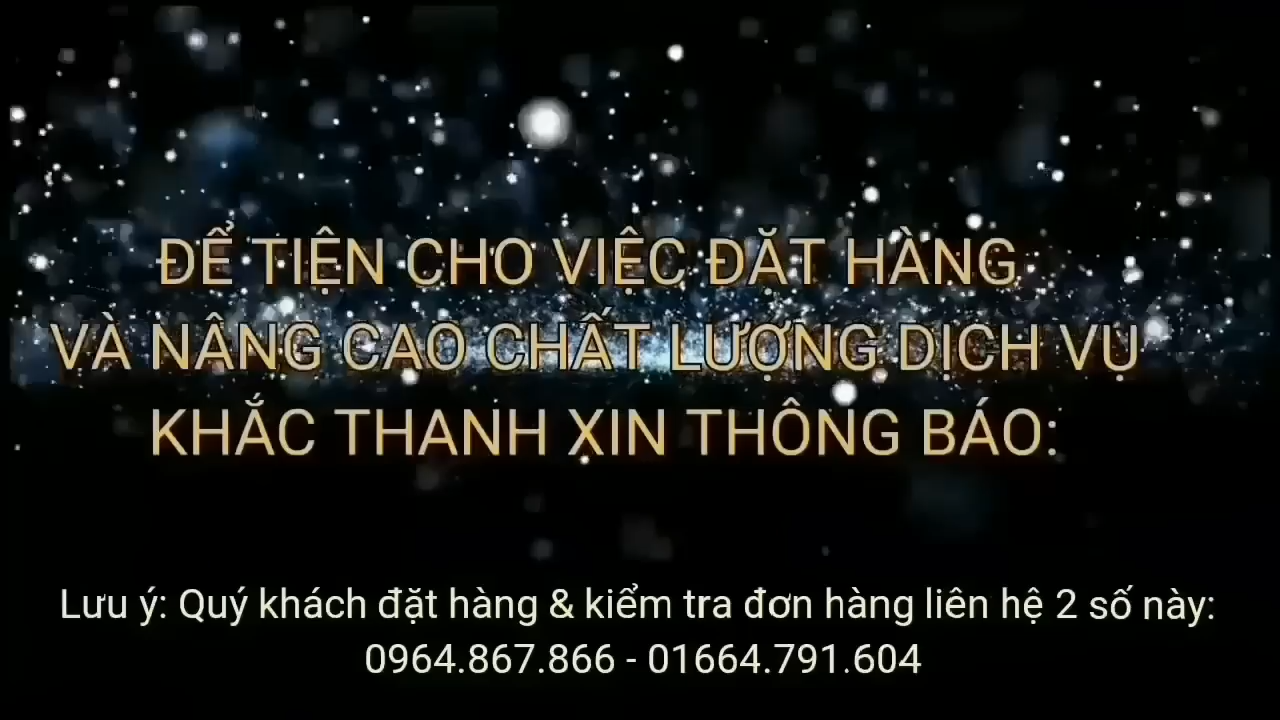 ĐỂ TIỆN CHO VIỆC ĐẶT HÀNG
VÀ NÂNG CAO CHẤT LƯỢNG DỊCH VỤ
KHẮC THANH XIN THÔNG BÁO:
Lưu ý: Quý khách đặt hàng & kiểm tra đơn hàng liên hệ 2 số này:
0964.867.866 - 01664.791.604